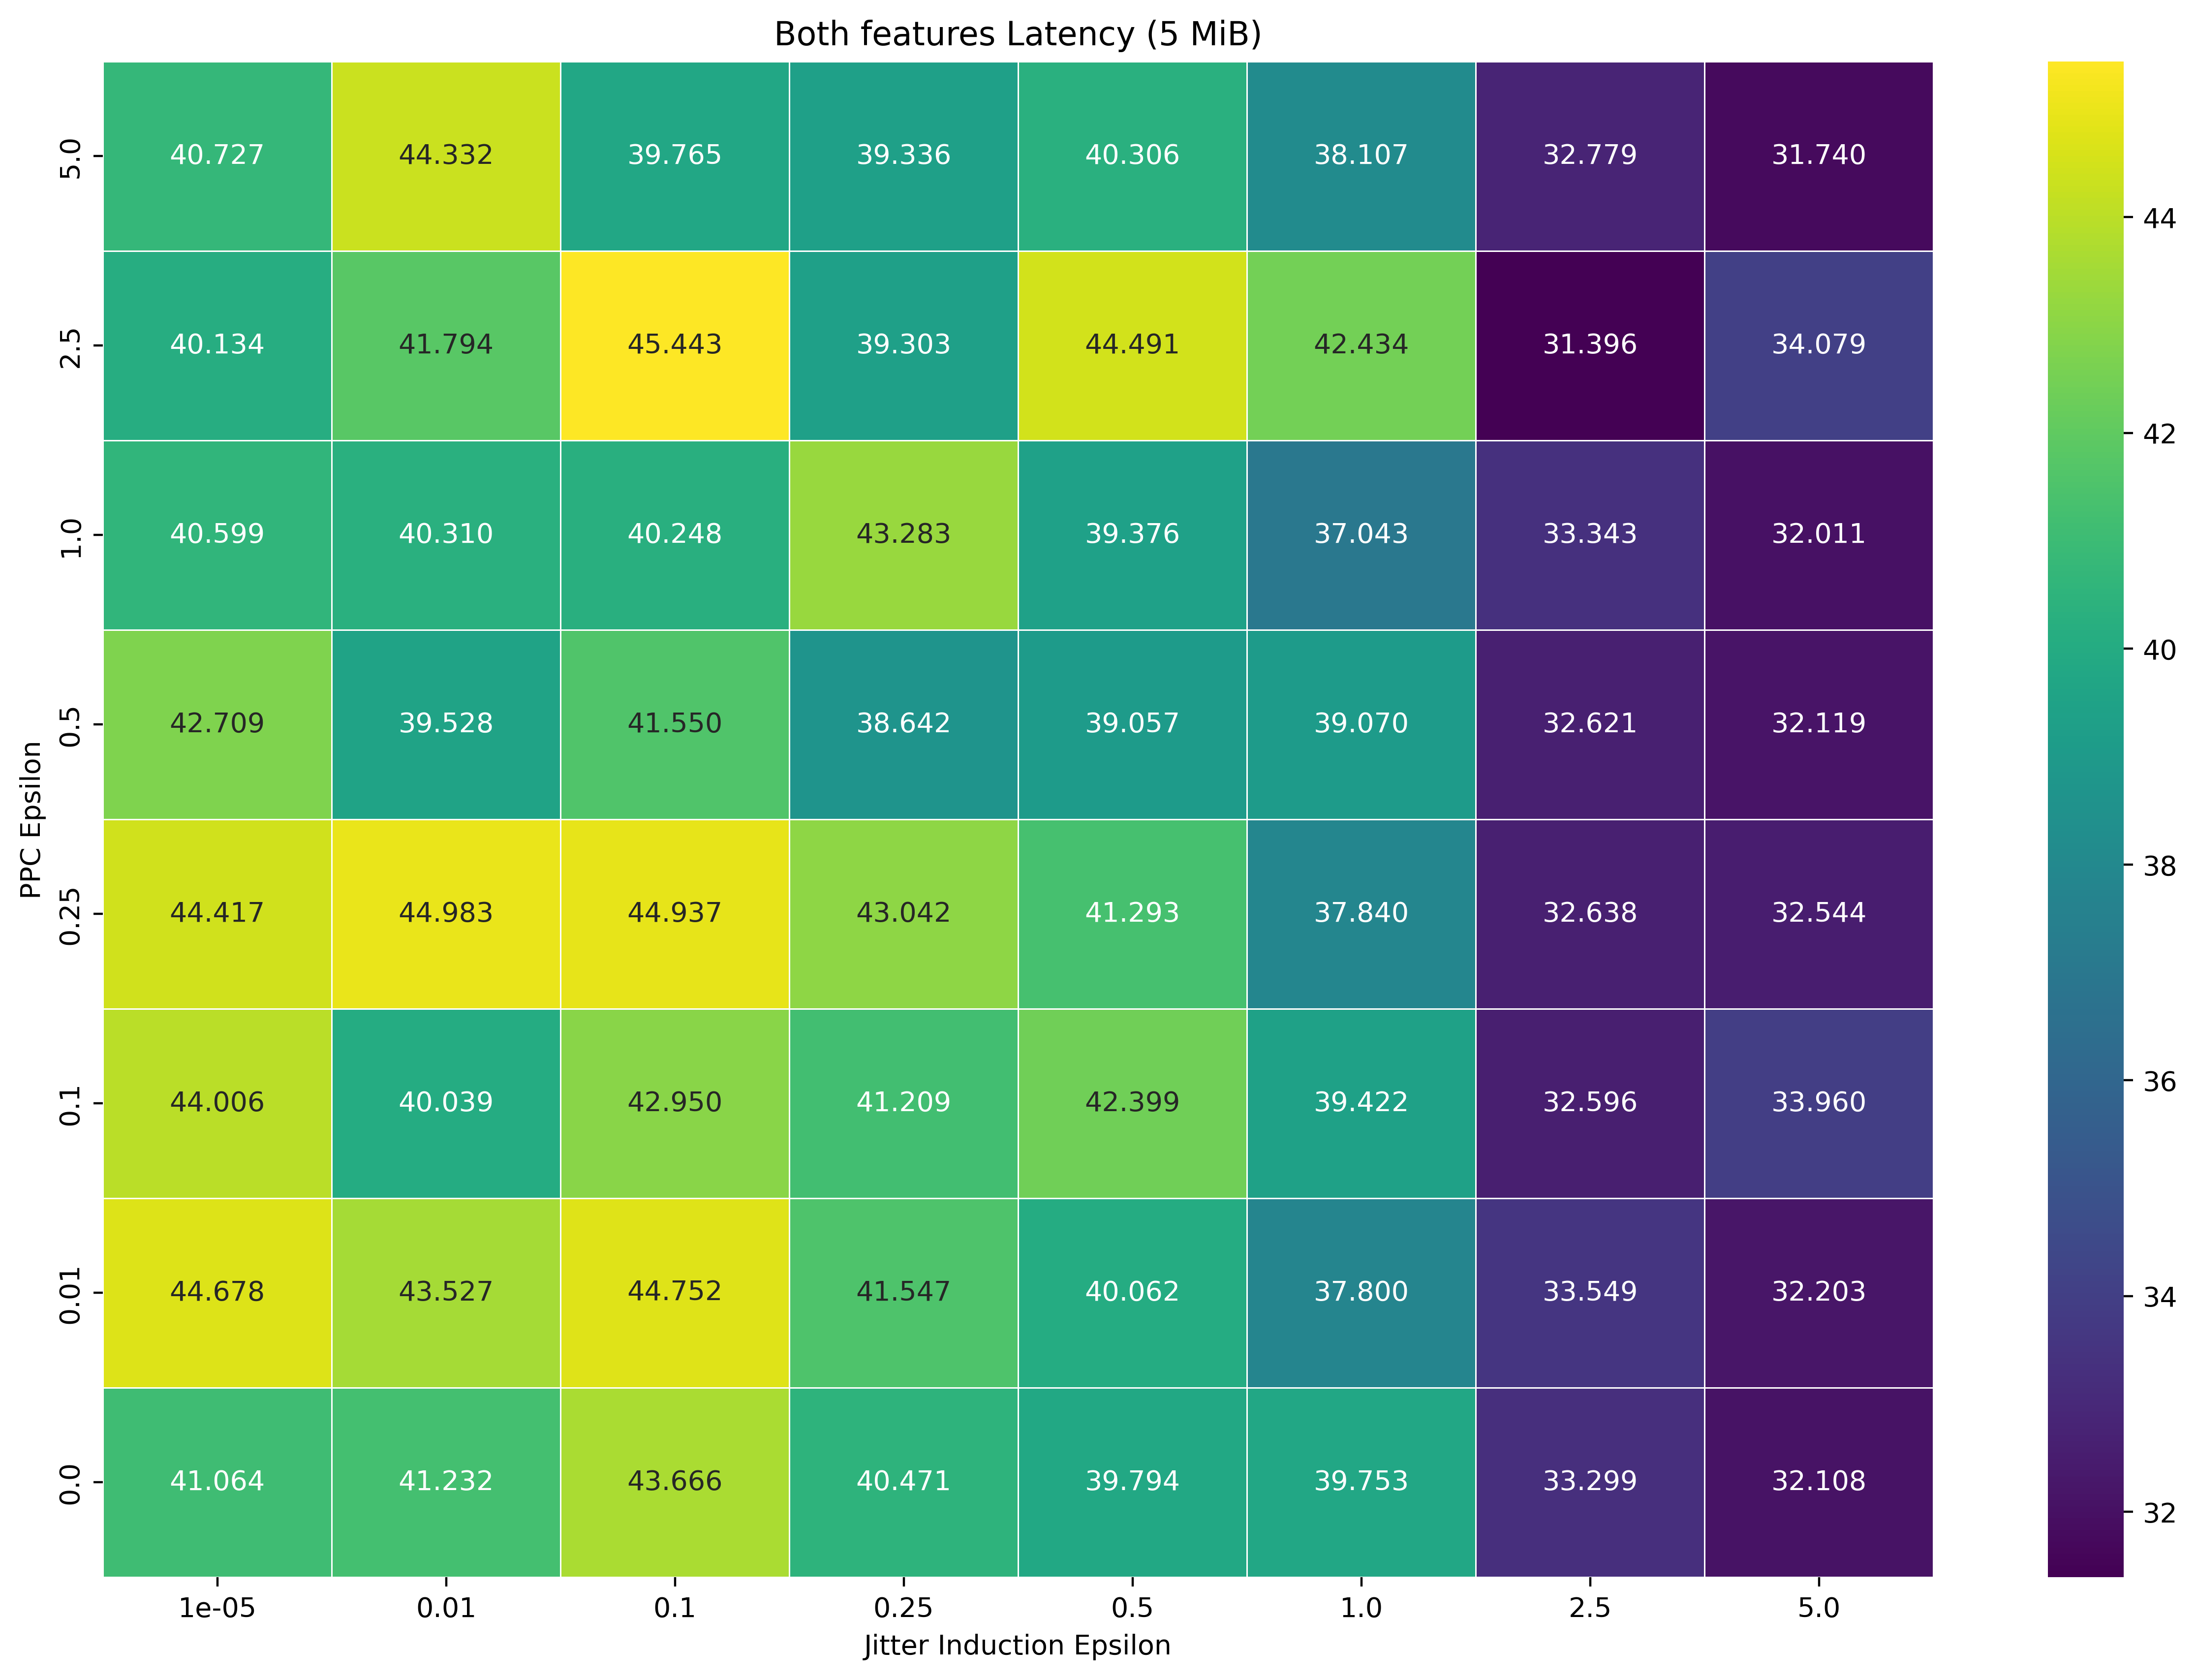 Both features Latency (5 MiB)
5.0 40.727 44.332 39.765 39.336 40.306 38.107 32.779 31.740
2.5 40.134 41.794 45.443 39.303 44.491 42.434 31.396 34.079
1.0 40.599 40.310 40.248 43.283 39.376 37.043 33.343 32.011
0.5 42.709 39.528 41.550 38.642 39.057 39.070 32.621 32.119
0.25 44.417 44.983 44.937 43.042 41.293 37.840 32.638 32.544
0.1 44.006 40.039 42.950 41.209 42.399 39.422 32.596 33.960
0.01 44.678 43.527 44.752 41.547 40.062 37.800 33.549 32.203
0.0 41.064 41.232 43.666 40.471 39.794 39.753 33.299 32.108
1e-05 0.01 0.1 0.25 0.5 1.0 2.5 5.0
Jitter Induction Epsilon
PPC Epsilon
44
42
40
38
36
34
32